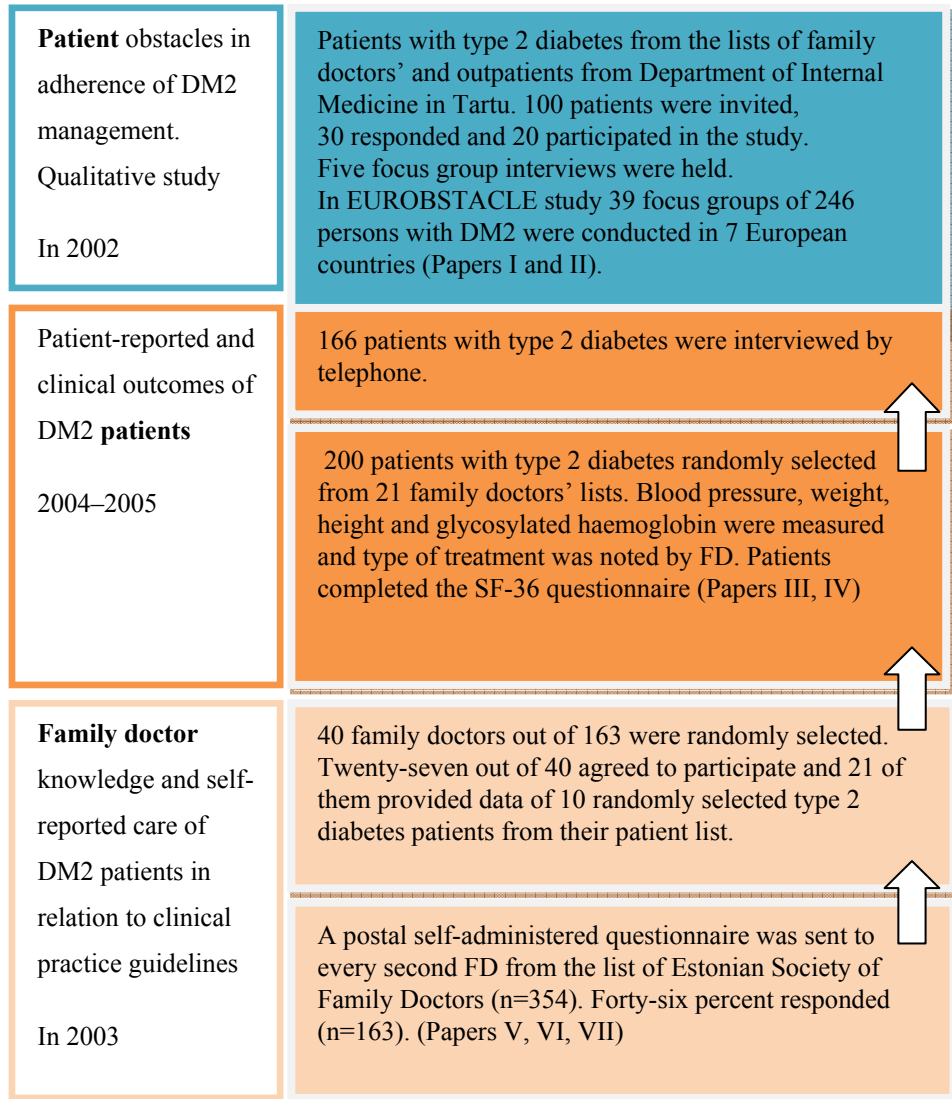 Patient obstacles in
adherence of DM2
management.
Qualitative study
In 2002
Patients with type 2 diabetes from the lists of family
doctors’ and outpatients from Department of Internal
Medicine in Tartu. 100 patients were invited,
30 responded and 20 participated in the study.
Five focus group interviews were held.
In EUROBSTACLE study 39 focus groups of 246
persons with DM2 were conducted in 7 European
countries (Papers I and II).
Patient-reported and
clinical outcomes of
DM2 patients
2004–2005
166 patients with type 2 diabetes were interviewed by
telephone.
200 patients with type 2 diabetes randomly selected
from 21 family doctors’ lists. Blood pressure, weight,
height and glycosylated haemoglobin were measured
and type of treatment was noted by FD. Patients
completed the SF-36 questionnaire (Papers III, IV)
Family doctor
knowledge and self-
reported care of
DM2 patients in
relation to clinical
practice guidelines
In 2003
40 family doctors out of 163 were randomly selected.
Twenty-seven out of 40 agreed to participate and 21 of
them provided data of 10 randomly selected type 2
diabetes patients from their patient list.
A postal self-administered questionnaire was sent to
every second FD from the list of Estonian Society of
Family Doctors (n=354). Forty-six percent responded
(n=163). (Papers V, VI, VII)